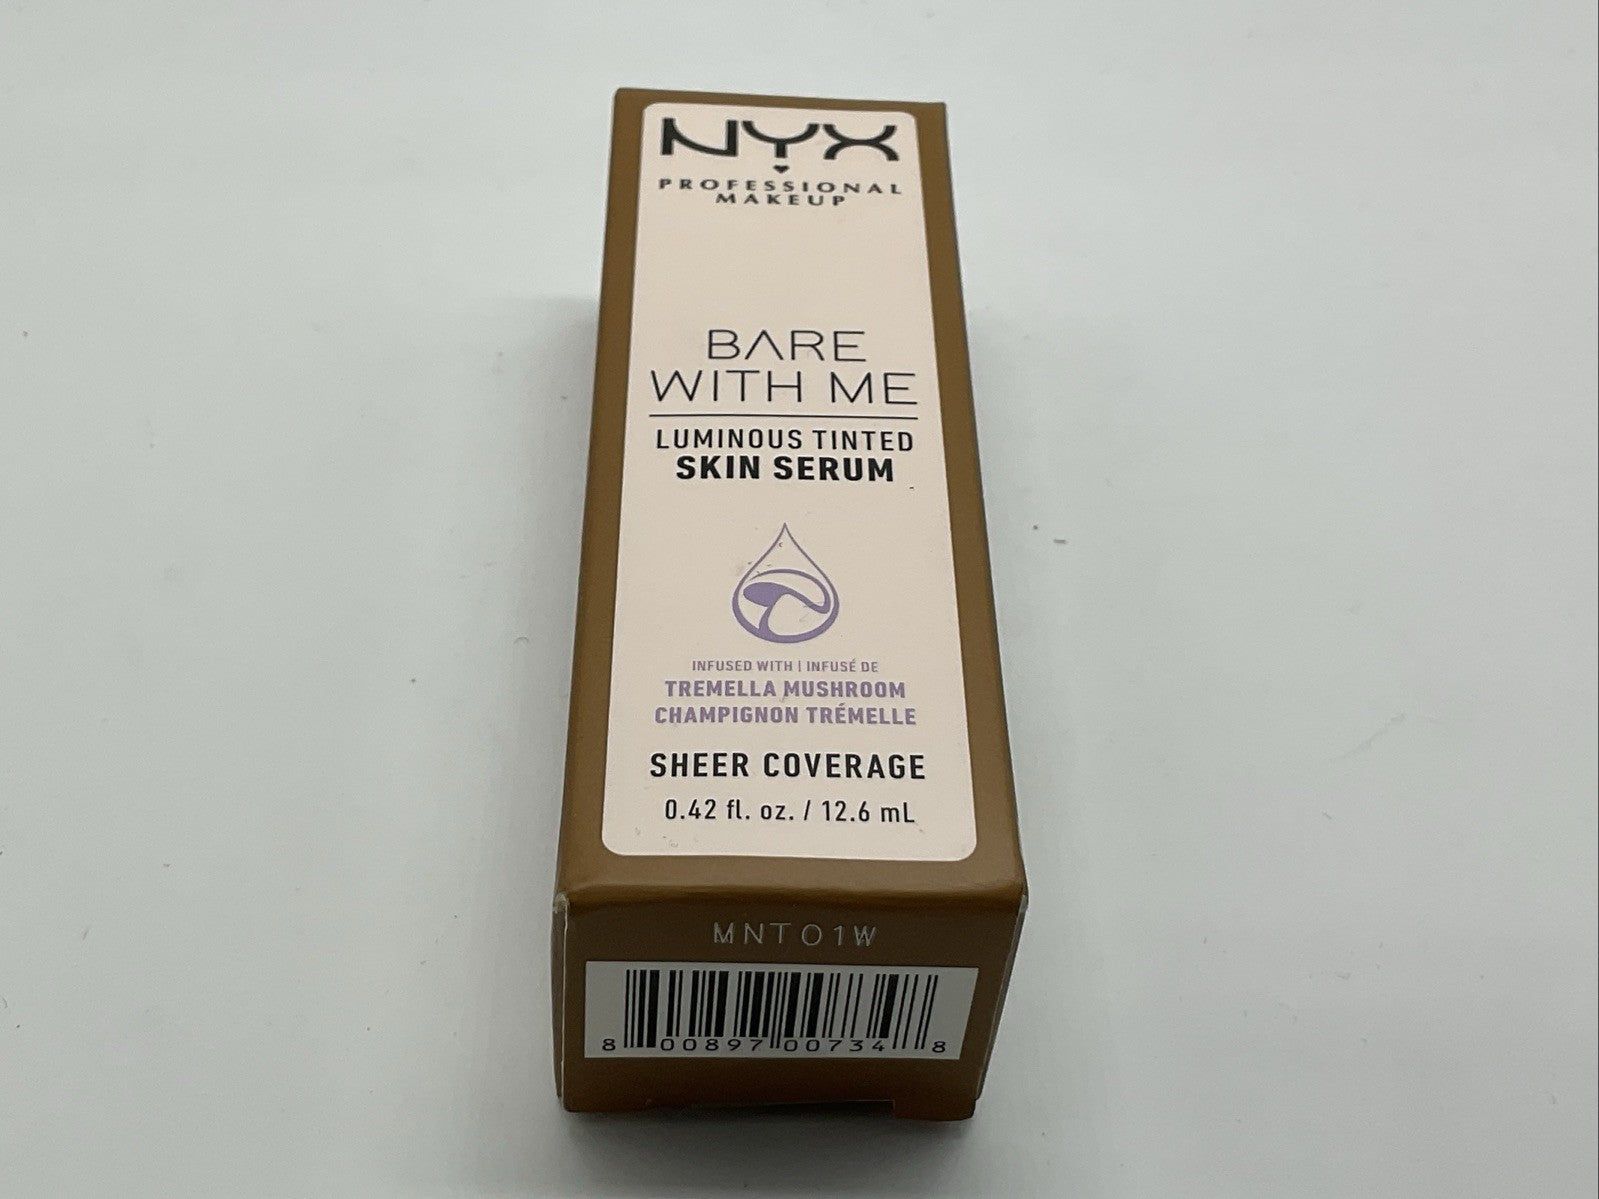 NYX
PROFESSIONAL
MAKEUP
BARE
WITH ME
LUMINOUS TINTED
SKIN SERUM
INFUSED WITH | INFUSÉ DE
TREMELLA MUSHROOM
CHAMPIGNON TRÉMELLE
SHEER COVERAGE
0.42 fl. oz. / 12.6 mL
MNT01W
8 00897 00734 8